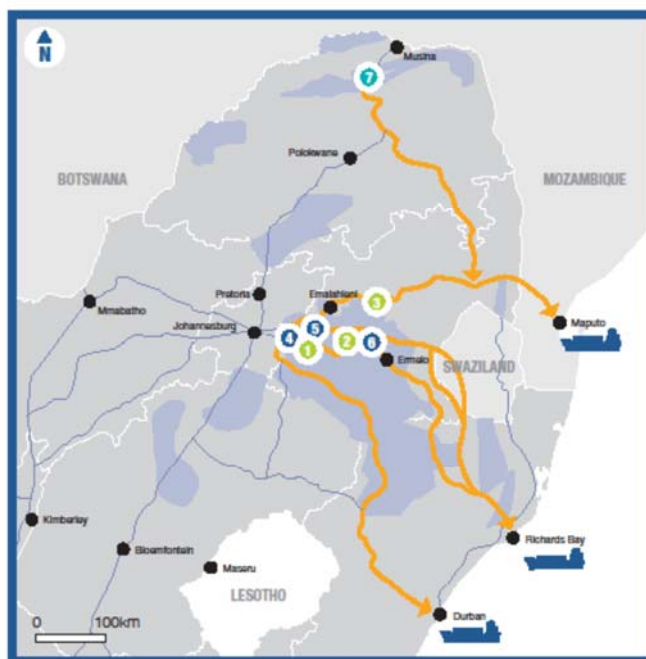 N
Musina
7
Polokwane
BOTSWANA
MOZAMBIQUE
Pretoria
Emalahleni
3
Mmabatho
Johannesburg
5
4
2
6
1
Maputo
Ermelo
SWAZILAND
Kimberley
Bloemfontein
Maseru
Richards Bay
LESOTHO
Durban
0 100km